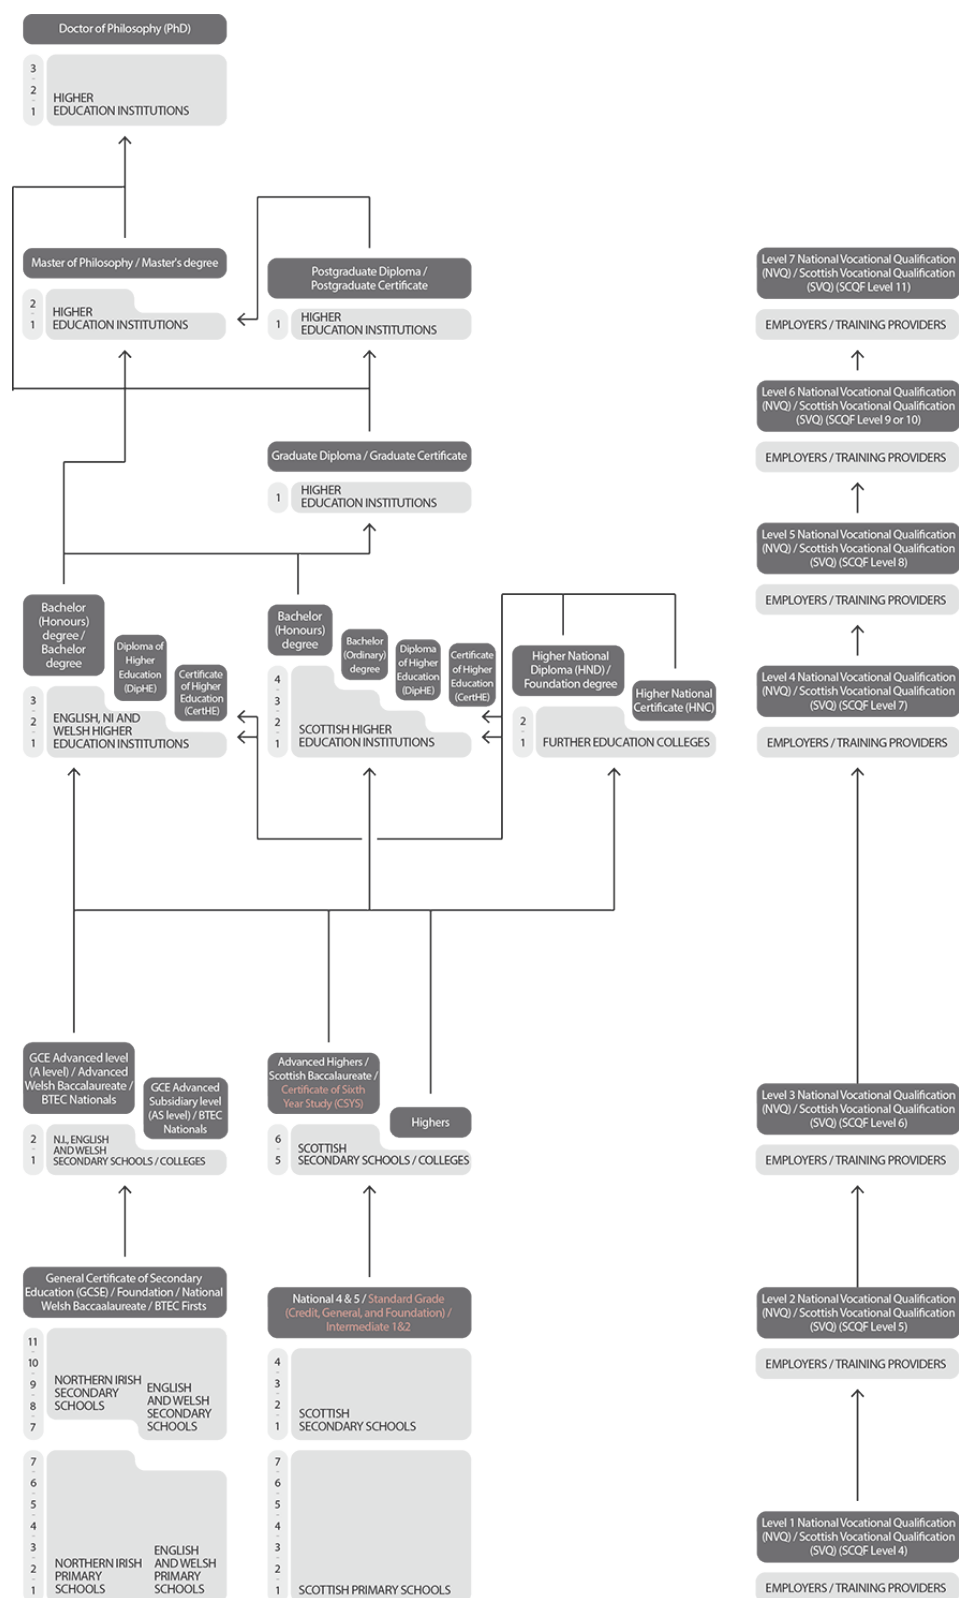 Doctor of Philosophy (PhD)
3
2
1
HIGHER
EDUCATION INSTITUTIONS
Master of Philosophy / Master's degree
2
1
HIGHER
EDUCATION INSTITUTIONS
Postgraduate Diploma /
Postgraduate Certificate
1
HIGHER
EDUCATION INSTITUTIONS
Graduate Diploma / Graduate Certificate
1
HIGHER
EDUCATION INSTITUTIONS
Bachelor
(Honours)
degree /
Bachelor
degree
Diploma of
Higher
Education
(DipHE)
Certificate
of Higher
Education
(CertHE)
3
2
1
ENGLISH, NI AND
WELSH HIGHER
EDUCATION INSTITUTIONS
Bachelor
(Honours)
degree
Bachelor
(Ordinary)
degree
Diploma
of Higher
Education
(DipHE)
Certificate
of Higher
Education
(CertHE)
4
3
2
1
SCOTTISH HIGHER
EDUCATION INSTITUTIONS
Higher National
Diploma (HND) /
Foundation degree
Higher National
Certificate (HNC)
2
1
FURTHER EDUCATION COLLEGES
GCE Advanced level
(A level) / Advanced
Welsh Baccalaureate /
BTEC Nationals
GCE Advanced
Subsidiary level
(AS level) / BTEC
Nationals
2
1
N.I., ENGLISH
AND WELSH
SECONDARY SCHOOLS / COLLEGES
Advanced Highers /
Scottish Baccalaureate /
Certificate of Sixth
Year Study (CSYS)
Highers
6
5
SCOTTISH
SECONDARY SCHOOLS / COLLEGES
General Certificate of Secondary
Education (GCSE) / Foundation / National
Welsh Baccaalaureate / BTEC Firsts
11
10
9
8
7
NORTHERN IRISH
SECONDARY
SCHOOLS
ENGLISH
AND WELSH
SECONDARY
SCHOOLS
7
6
5
4
3
2
1
NORTHERN IRISH
PRIMARY
SCHOOLS
ENGLISH
AND WELSH
PRIMARY
SCHOOLS
National 4 & 5 / Standard Grade
(Credit, General, and Foundation) /
Intermediate 1&2
4
3
2
1
SCOTTISH
SECONDARY SCHOOLS
7
6
5
4
3
2
1
SCOTTISH PRIMARY SCHOOLS
Level 7 National Vocational Qualification
(NVQ) / Scottish Vocational Qualification
(SVQ) (SCQF Level 11)
EMPLOYERS / TRAINING PROVIDERS
Level 6 National Vocational Qualification
(NVQ) / Scottish Vocational Qualification
(SVQ) (SCQF Level 9 or 10)
EMPLOYERS / TRAINING PROVIDERS
Level 5 National Vocational Qualification
(NVQ) / Scottish Vocational Qualification
(SVQ) (SCQF Level 8)
EMPLOYERS / TRAINING PROVIDERS
Level 4 National Vocational Qualification
(NVQ) / Scottish Vocational Qualification
(SVQ) (SCQF Level 7)
EMPLOYERS / TRAINING PROVIDERS
Level 3 National Vocational Qualification
(NVQ) / Scottish Vocational Qualification
(SVQ) (SCQF Level 6)
EMPLOYERS / TRAINING PROVIDERS
Level 2 National Vocational Qualification
(NVQ) / Scottish Vocational Qualification
(SVQ) (SCQF Level 5)
EMPLOYERS / TRAINING PROVIDERS
Level 1 National Vocational Qualification
(NVQ) / Scottish Vocational Qualification
(SVQ) (SCQF Level 4)
EMPLOYERS / TRAINING PROVIDERS